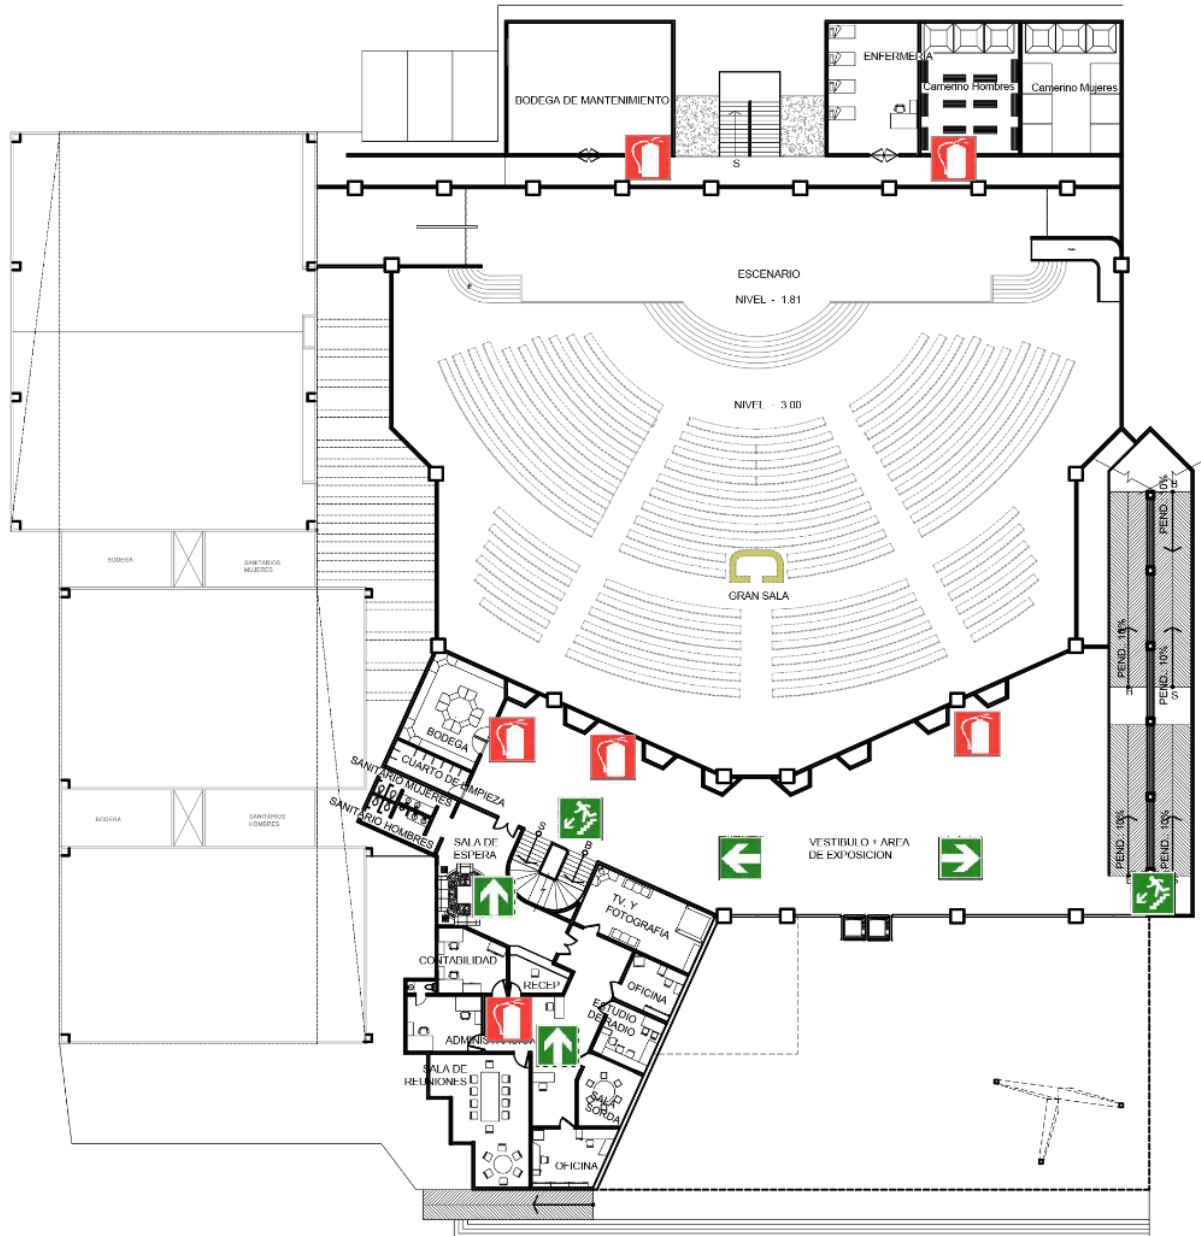 ENFERMERIA
Camerino Hombres
Camerino Mujeres
BODEGA DE MANTENIMIENTO
S
ESCENARIO
NIVEL - 1.81
NIVEL - 3.00
GRAN SALA
PEND.. 10%
B
PEND.. 10%
PEND.. 10%
B
S
BODEGA
SANITARIOS
MUJERES
BODEGA
SANITARIOS
HOMBRES
BODEGA
CUARTO DE LIMPIEZA
SANITARIO MUJERES
SANITARIO HOMBRES
SALA DE
ESPERA
S
B
VESTIBULO + AREA
DE EXPOSICION
PEND.. 10%
PEND.. 10%
TV. Y
FOTOGRAFIA
CONTABILIDAD
RECEP
OFICINA
ESTUDIO
DE RADIO
SALA DE
REUNIONES
SALA
SORDA
OFICINA